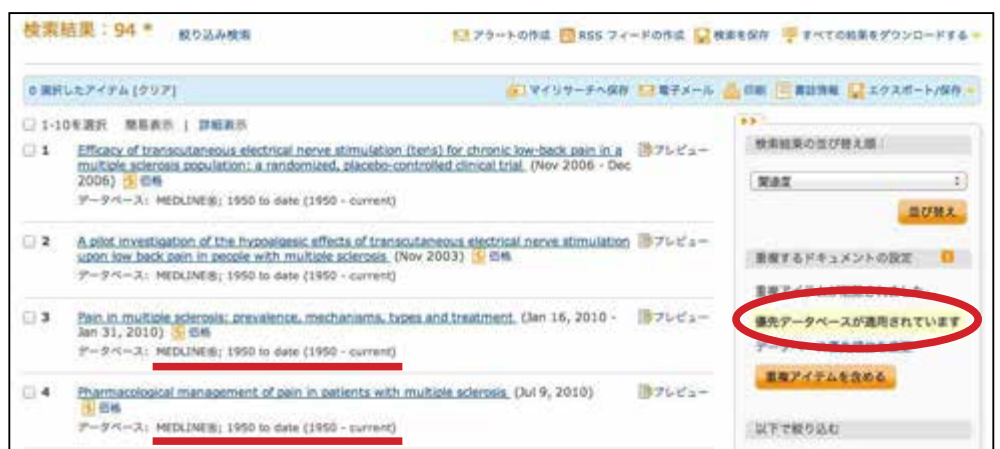 検索結果：94 * 絞り込み検索 アラートの作成 RSS フィードの作成 検索を保存 すべての結果をダウンロードする
0 選択したアイテム [クリア] マイリサーチへ保存 電子メール 印刷 書誌情報 エクスポート/保存
1-10を選択 簡易表示 | 詳細表示
1 Efficacy of transcutaneous electrical nerve stimulation (tens) for chronic low-back pain in a プレビュー
multiple sclerosis population: a randomized, placebo-controlled clinical trial. (Nov 2006 - Dec
2006) $ 価格
データベース: MEDLINE®; 1950 to date (1950 - current)
2 A pilot investigation of the hypoalgesic effects of transcutaneous electrical nerve stimulation プレビュー
upon low back pain in people with multiple sclerosis. (Nov 2003) $ 価格
データベース: MEDLINE®; 1950 to date (1950 - current)
3 Pain in multiple sclerosis: prevalence, mechanisms, types and treatment. (Jan 16, 2010 - プレビュー
Jan 31, 2010) $ 価格
データベース: MEDLINE®; 1950 to date (1950 - current)
4 Pharmacological management of pain in patients with multiple sclerosis. (Jul 9, 2010) プレビュー
$ 価格
データベース: MEDLINE®; 1950 to date (1950 - current)
検索結果の並び替え順：
関連度
並び替え
重複するドキュメントの設定
優先データベースが適用されています
重複アイテムを含める
以下で絞り込む